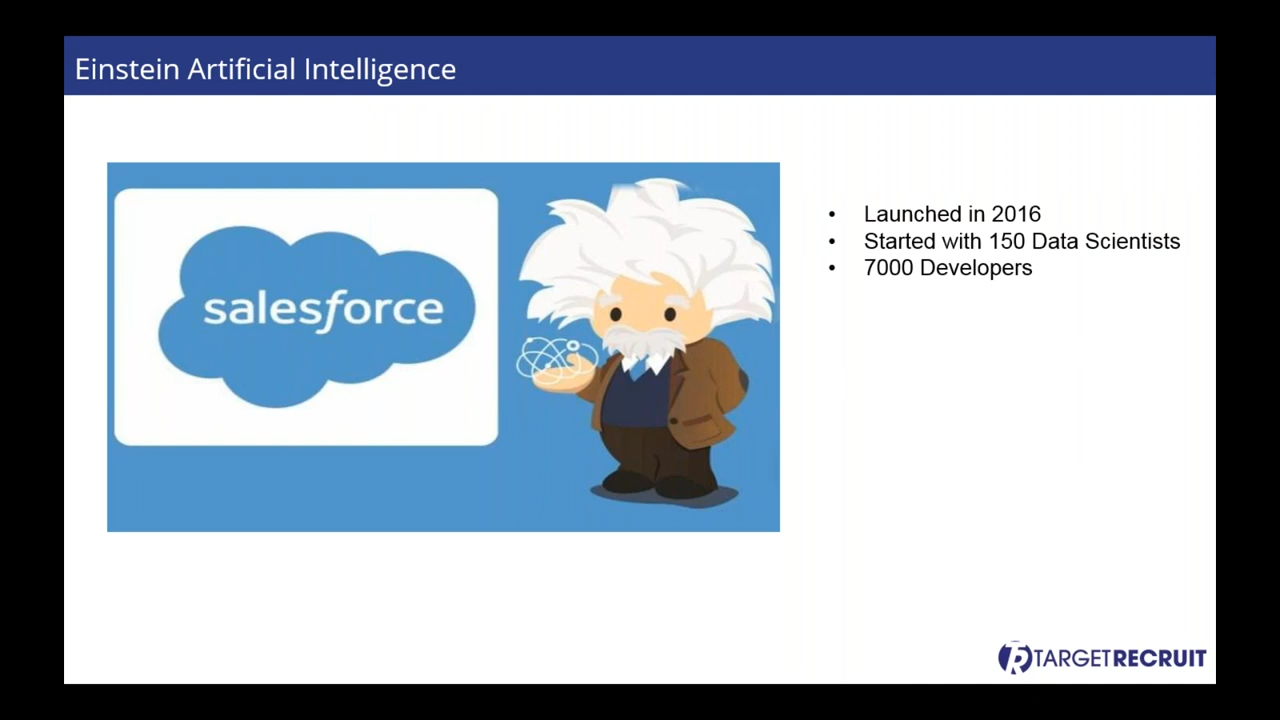 Einstein Artificial Intelligence
salesforce
• Launched in 2016
• Started with 150 Data Scientists
• 7000 Developers
TARGETRECRUIT